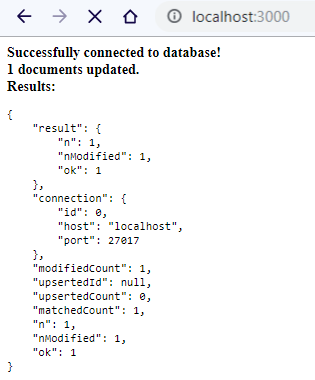 localhost:3000
Successfully connected to database!
1 documents updated.
Results:
{
    "result": {
        "n": 1,
        "nModified": 1,
        "ok": 1
    },
    "connection": {
        "id": 0,
        "host": "localhost",
        "port": 27017
    },
    "modifiedCount": 1,
    "upsertedId": null,
    "upsertedCount": 0,
    "matchedCount": 1,
    "n": 1,
    "nModified": 1,
    "ok": 1
}